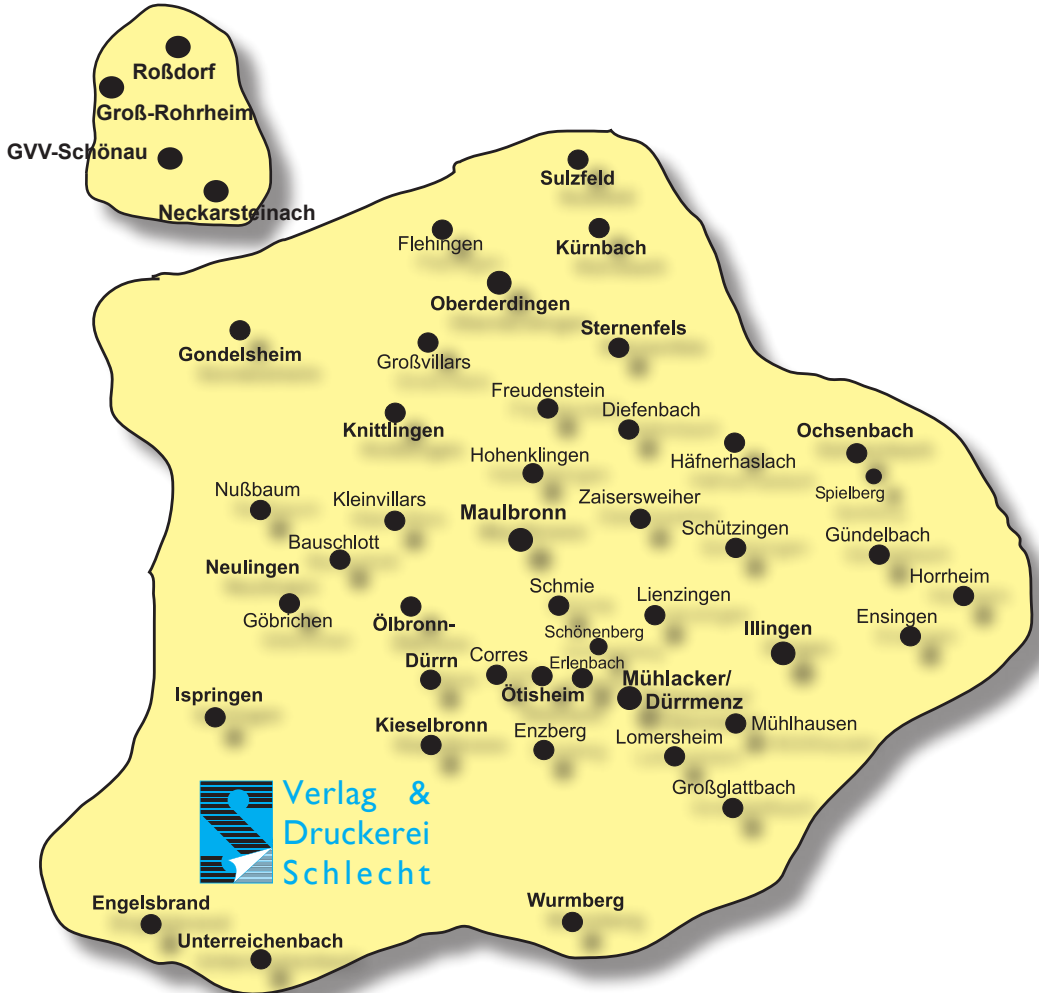 Roßdorf
Groß-Rohrheim
GVV-Schönau
Neckarsteinach
Sulzfeld
Flehingen
Kürnbach
Oberderdingen
Sternenfels
Gondelsheim
Großvillars
Freudenstein
Diefenbach
Knittlingen
Ochsenbach
Hohenklingen
Häfnerhaslach
Spielberg
Nußbaum
Kleinvillars
Zaisersweiher
Maulbronn
Schützingen
Gündelbach
Bauschlott
Neulingen
Horrheim
Schmie
Lienzingen
Göbrichen
Ölbronn-
Dürrn
Ensingen
Schönenberg
Illingen
Corres
Erlenbach
Ötisheim
Mühlacker/
Dürrmenz
Ispringen
Kieselbronn
Enzberg
Lomersheim
Mühlhausen
Großglattbach
Verlag &
Druckerei
Schlecht
Engelsbrand
Wurmberg
Unterreichenbach